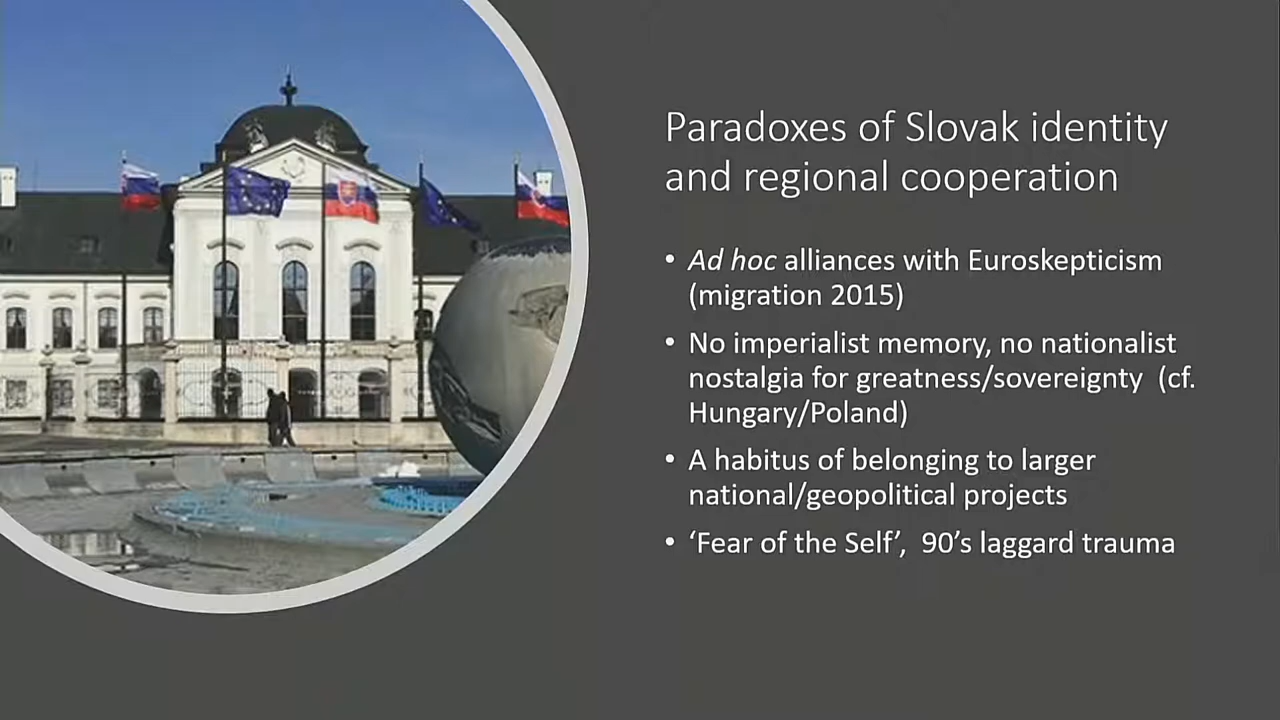 Paradoxes of Slovak identity
and regional cooperation
• Ad hoc alliances with Euroskepticism
(migration 2015)
• No imperialist memory, no nationalist
nostalgia for greatness/sovereignty  (cf.
Hungary/Poland)
• A habitus of belonging to larger
national/geopolitical projects
• ‘Fear of the Self’,  90’s laggard trauma